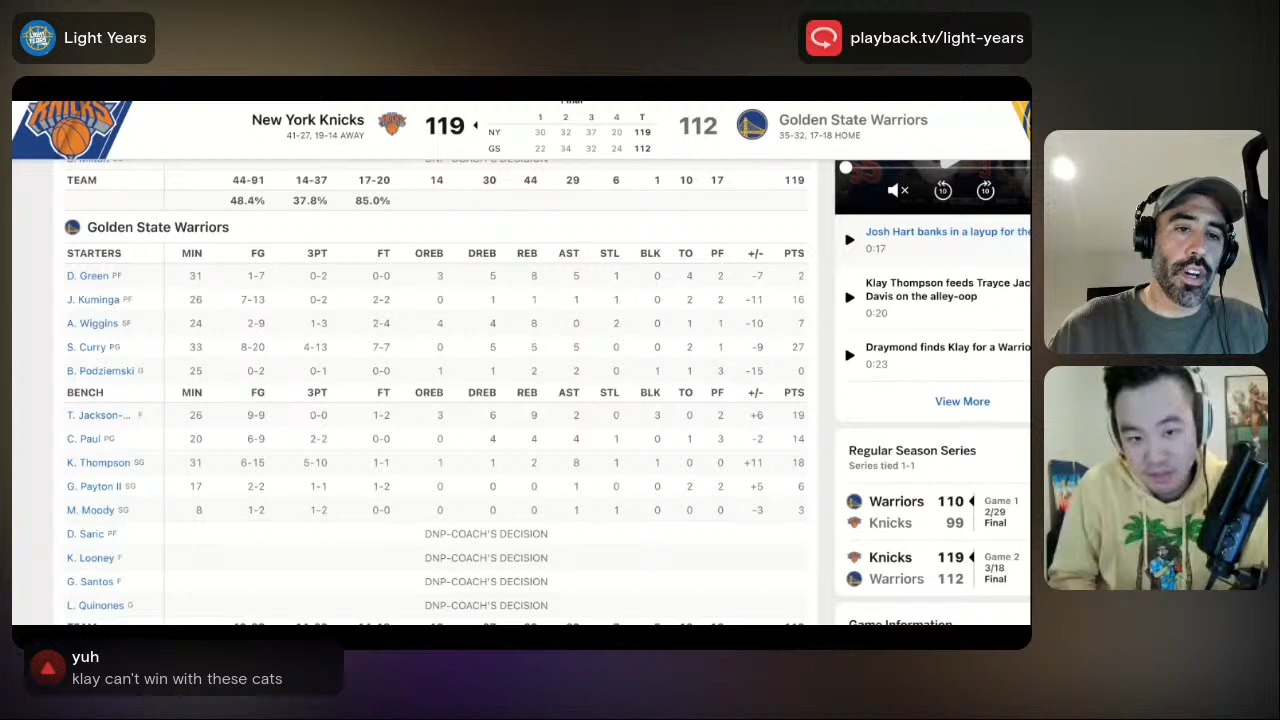 Light Years
playback.tv/light-years
KNICKS
New York Knicks
41-27, 19-14 AWAY
119
1 2 3 4 T
NY 30 32 37 20 119
GS 22 34 32 24 112
112
Golden State Warriors
35-32, 17-18 HOME
TEAM 44-91 14-37 17-20 14 30 44 29 6 1 10 17 119
48.4% 37.8% 85.0%
Golden State Warriors
STARTERS MIN FG 3PT FT OREB DREB REB AST STL BLK TO PF +/- PTS
D. Green PF 31 1-7 0-2 0-0 3 5 8 5 1 0 4 2 -7 2
J. Kuminga PF 26 7-13 0-2 2-2 0 1 1 1 1 0 2 2 -11 16
A. Wiggins SF 24 2-9 1-3 2-4 4 4 8 0 2 0 1 1 -10 7
S. Curry PG 33 8-20 4-13 7-7 0 5 5 5 0 0 2 1 -9 27
B. Podziemski G 25 0-2 0-1 0-0 1 1 2 2 0 1 1 3 -15 0
BENCH MIN FG 3PT FT OREB DREB REB AST STL BLK TO PF +/- PTS
T. Jackson-... F 26 9-9 0-0 1-2 3 6 9 2 0 3 0 2 +6 19
C. Paul PG 20 6-9 2-2 0-0 0 4 4 4 1 0 1 3 -2 14
K. Thompson SG 31 6-15 5-10 1-1 1 1 2 8 1 1 0 0 +11 18
G. Payton II SG 17 2-2 1-1 1-2 0 0 0 1 0 0 2 2 +5 6
M. Moody SG 8 1-2 1-2 0-0 0 0 0 1 1 0 0 0 -3 3
D. Saric PF DNP-COACH'S DECISION
K. Looney F DNP-COACH'S DECISION
G. Santos F DNP-COACH'S DECISION
L. Quinones G DNP-COACH'S DECISION
10
10
Josh Hart banks in a layup for the
0:17
Klay Thompson feeds Trayce Jac
Davis on the alley-oop
0:20
Draymond finds Klay for a Warrio
0:23
View More
Regular Season Series
Series tied 1-1
Warriors 110 Game 1
2/29
Knicks 99 Final
Knicks 119 Game 2
3/18
Warriors 112 Final
Game Information
yuh
klay can't win with these cats